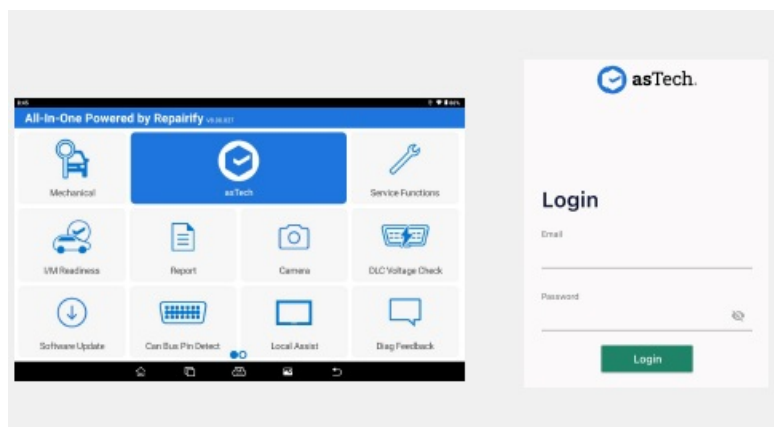 All-In-One Powered by Repairify
Mechanical
asTech
Service Functions
I/M Readiness
Report
Camera
DLC Voltage Check
Software Update
Can Bus Pin Detect
Local Assist
Diag Feedback
asTech.
Login
Email
Password
Login